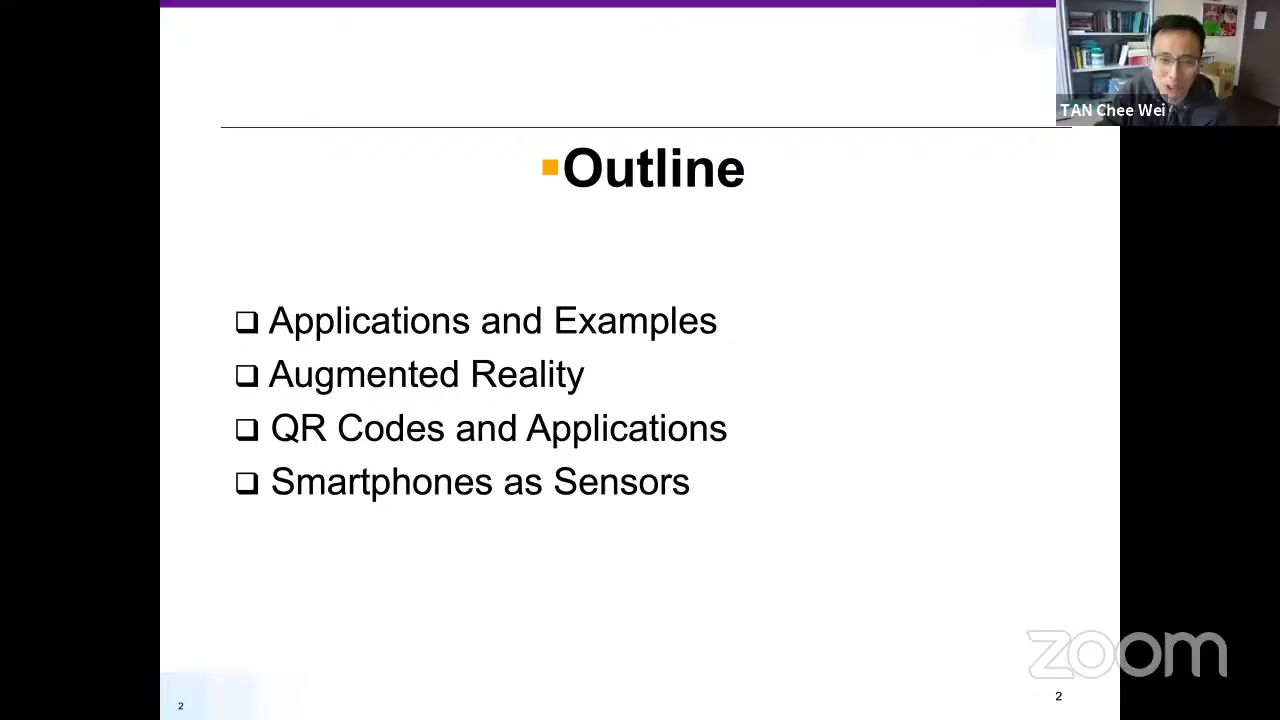 TAN Chee Wei
Outline
Applications and Examples
Augmented Reality
QR Codes and Applications
Smartphones as Sensors
zoom
2
2